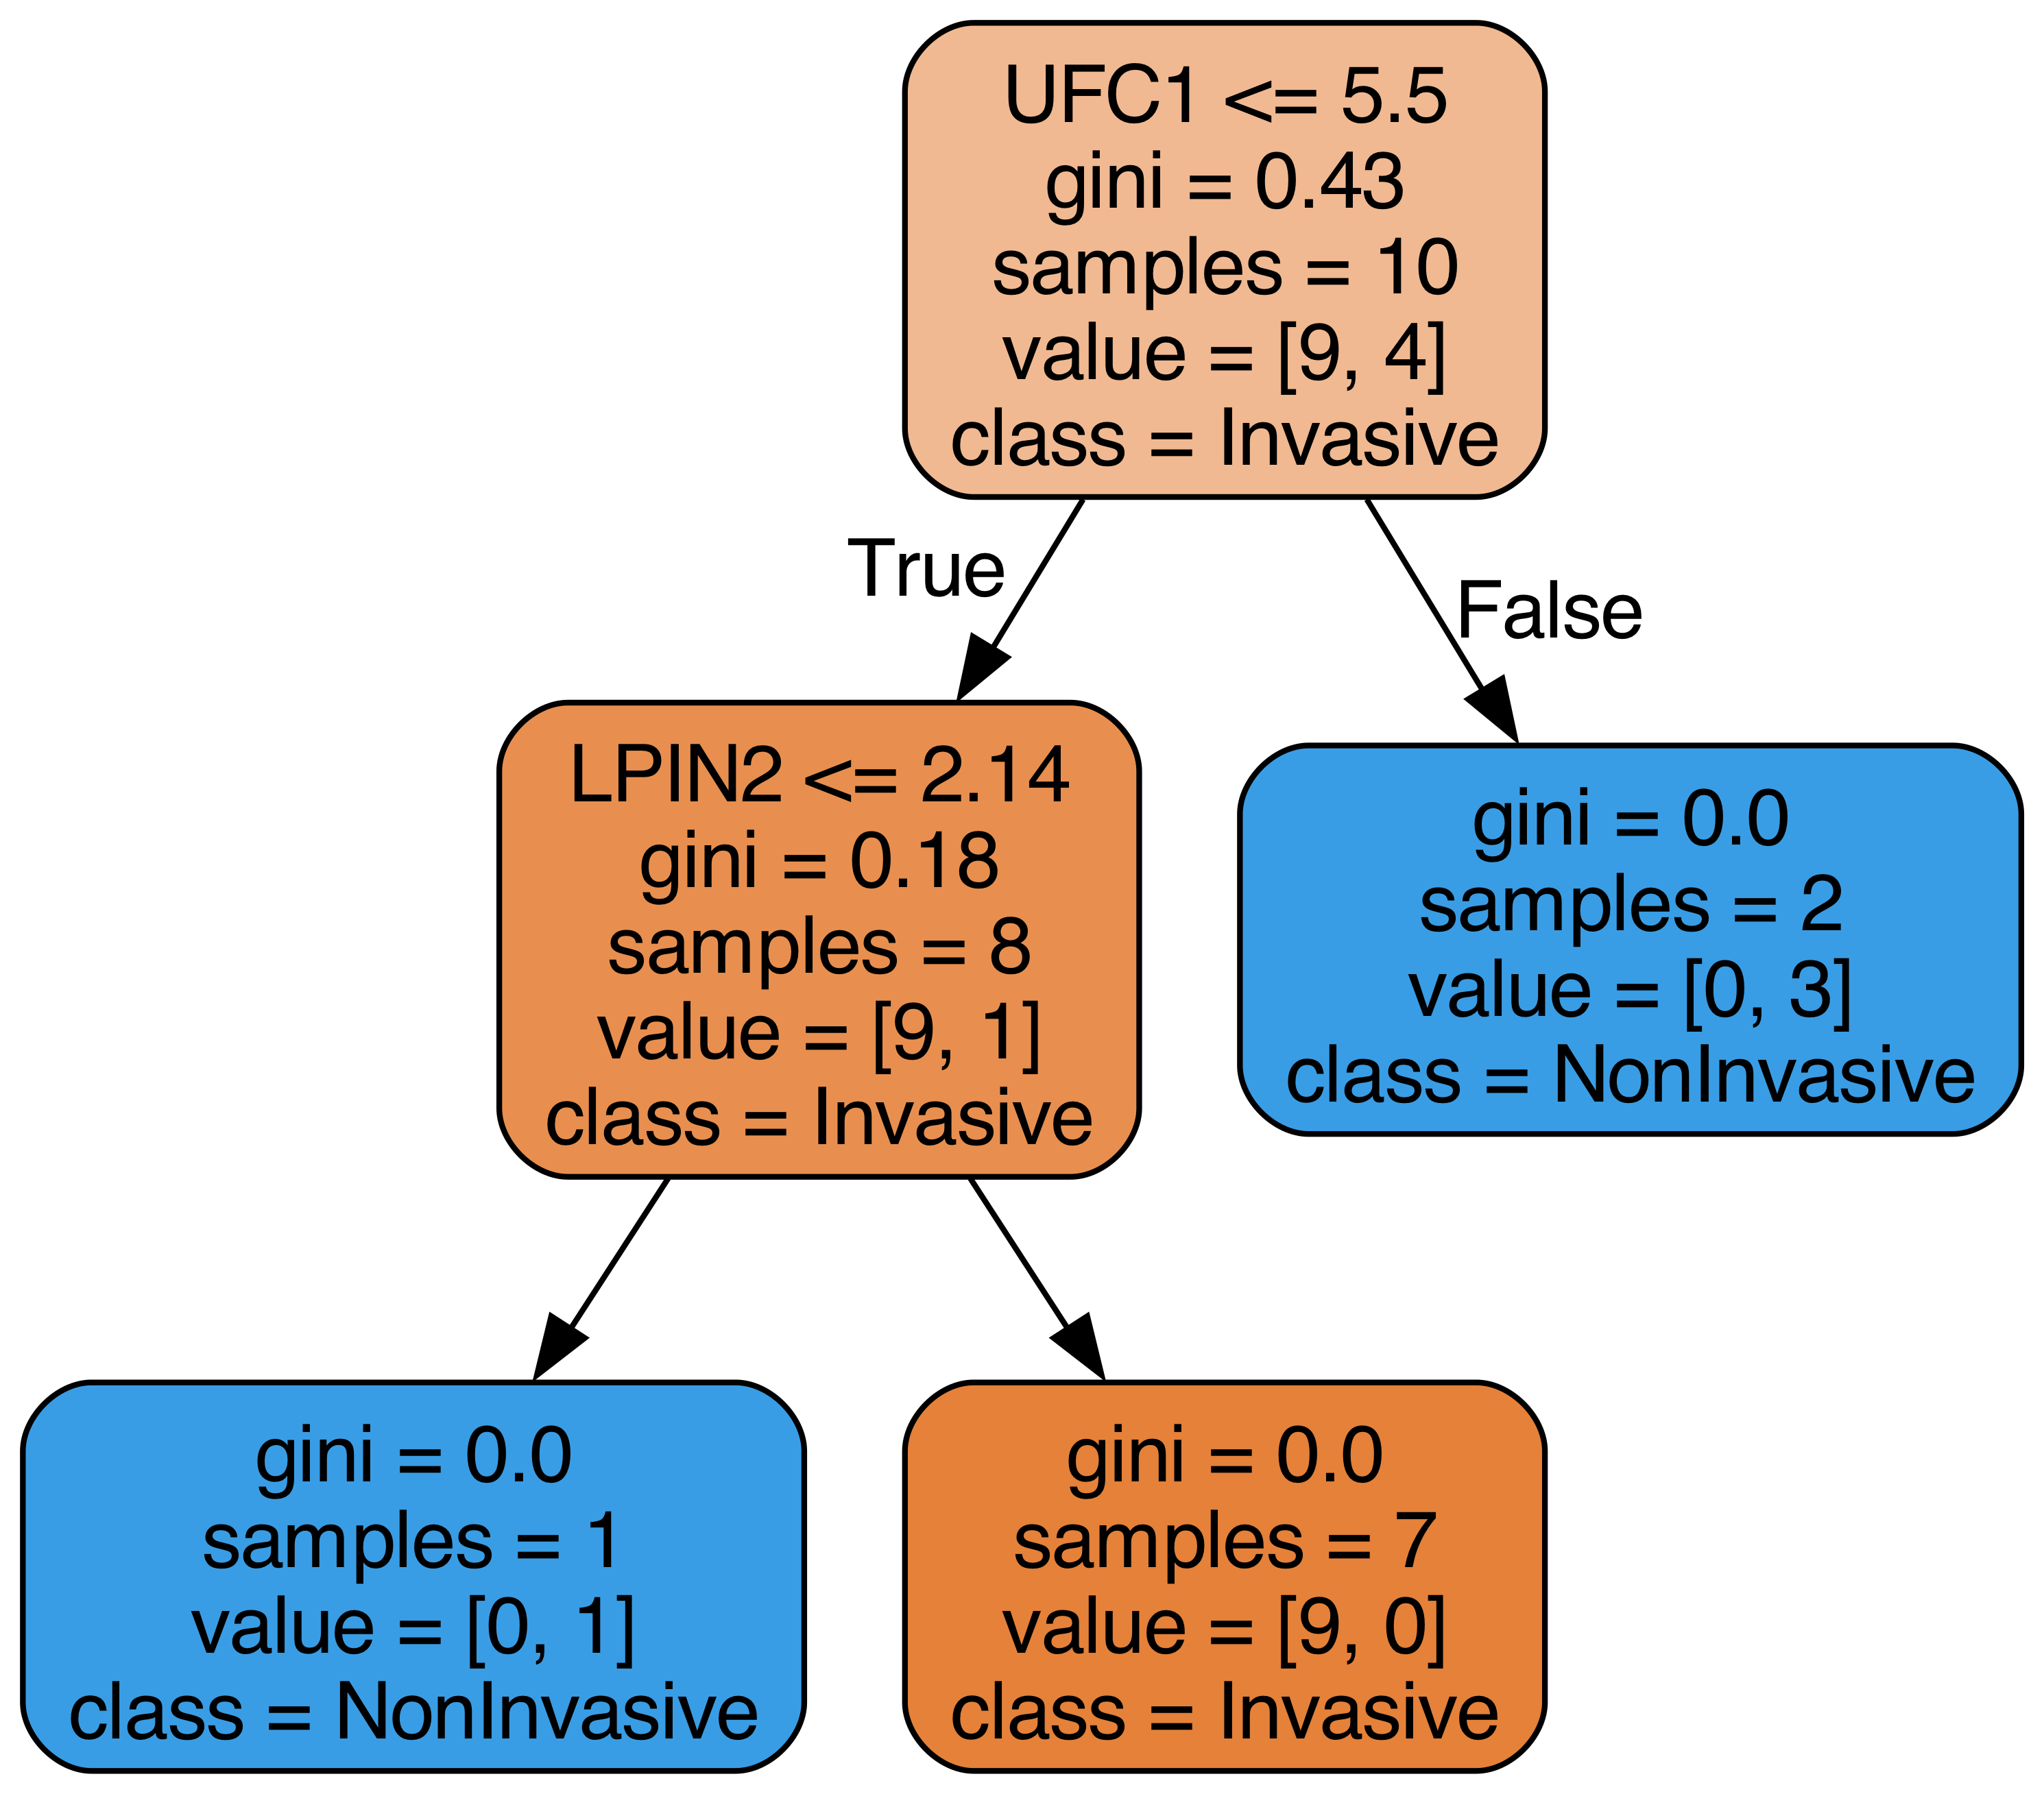 UFC1 <= 5.5
gini = 0.43
samples = 10
value = [9, 4]
class = Invasive
True
False
LPIN2 <= 2.14
gini = 0.18
samples = 8
value = [9, 1]
class = Invasive
gini = 0.0
samples = 2
value = [0, 3]
class = NonInvasive
gini = 0.0
samples = 1
value = [0, 1]
class = NonInvasive
gini = 0.0
samples = 7
value = [9, 0]
class = Invasive